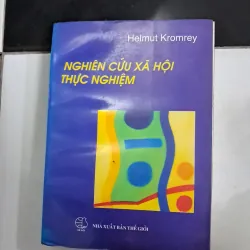 Helmut Kromrey
NGHIÊN CỨU XÃ HỘI
THỰC NGHIỆM
NHÀ XUẤT BẢN THẾ GIỚI